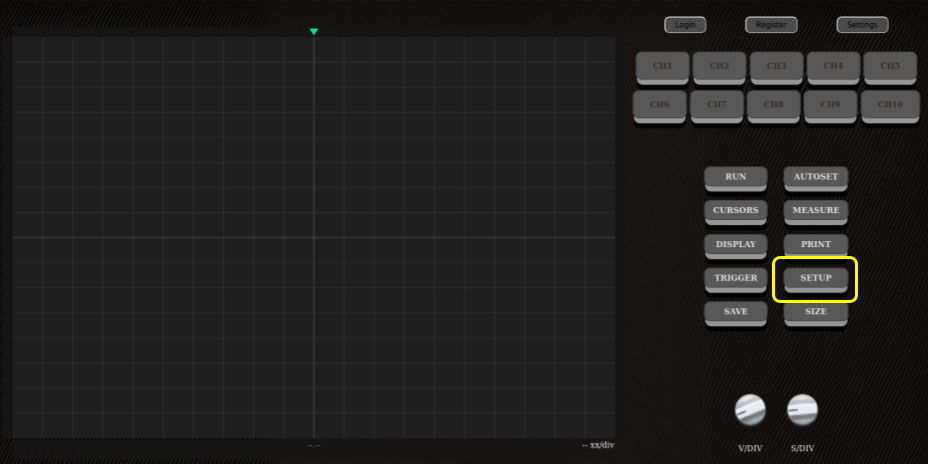 Login Register Settings
CH1 CH2 CH3 CH4 CH5
CH6 CH7 CH8 CH9 CH10
RUN AUTOSET
CURSORS MEASURE
DISPLAY PRINT
TRIGGER SETUP
SAVE SIZE
--.-- -- xx/div
V/DIV S/DIV